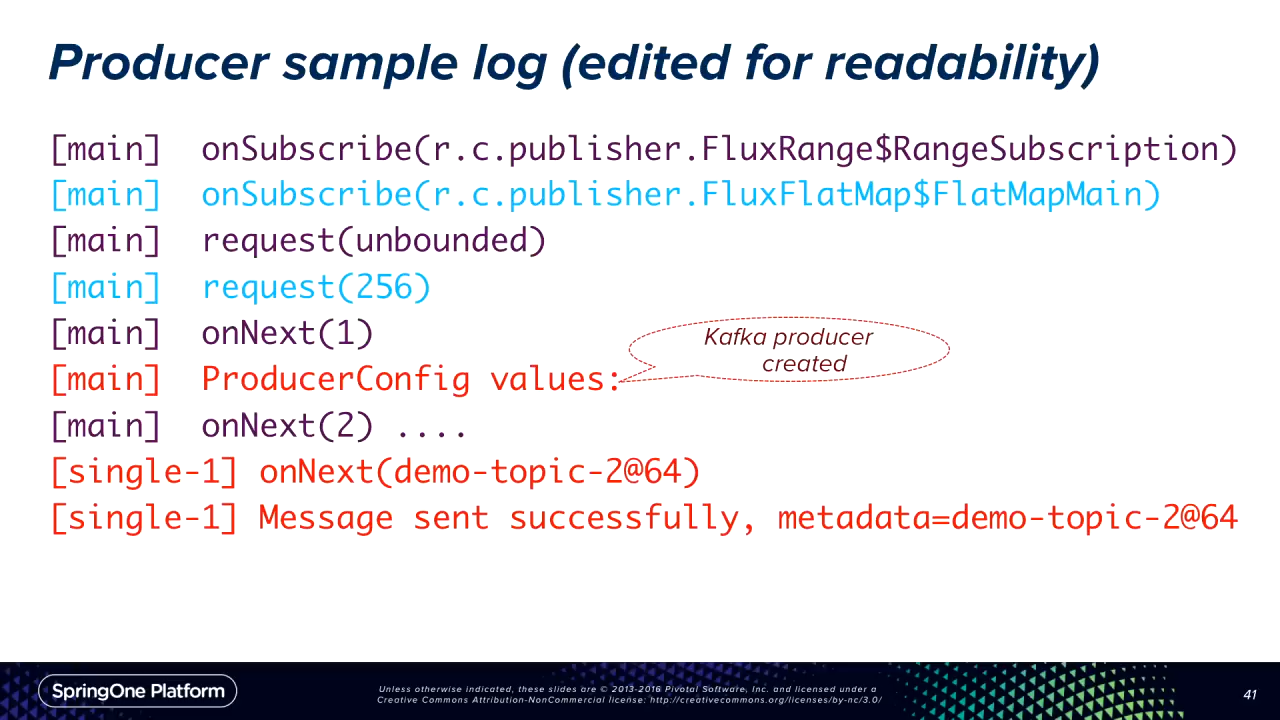 Producer sample log (edited for readability)
[main]  onSubscribe(r.c.publisher.FluxRange$RangeSubscription)
[main]  onSubscribe(r.c.publisher.FluxFlatMap$FlatMapMain)
[main]  request(unbounded)
[main]  request(256)
[main]  onNext(1)
Kafka producer
created
[main]  ProducerConfig values:
[main]  onNext(2) ....
[single-1] onNext(demo-topic-2@64)
[single-1] Message sent successfully, metadata=demo-topic-2@64
SpringOne Platform
Unless otherwise indicated, these slides are © 2013-2016 Pivotal Software, Inc. and licensed under a
Creative Commons Attribution-NonCommercial license: http://creativecommons.org/licenses/by-nc/3.0/
41